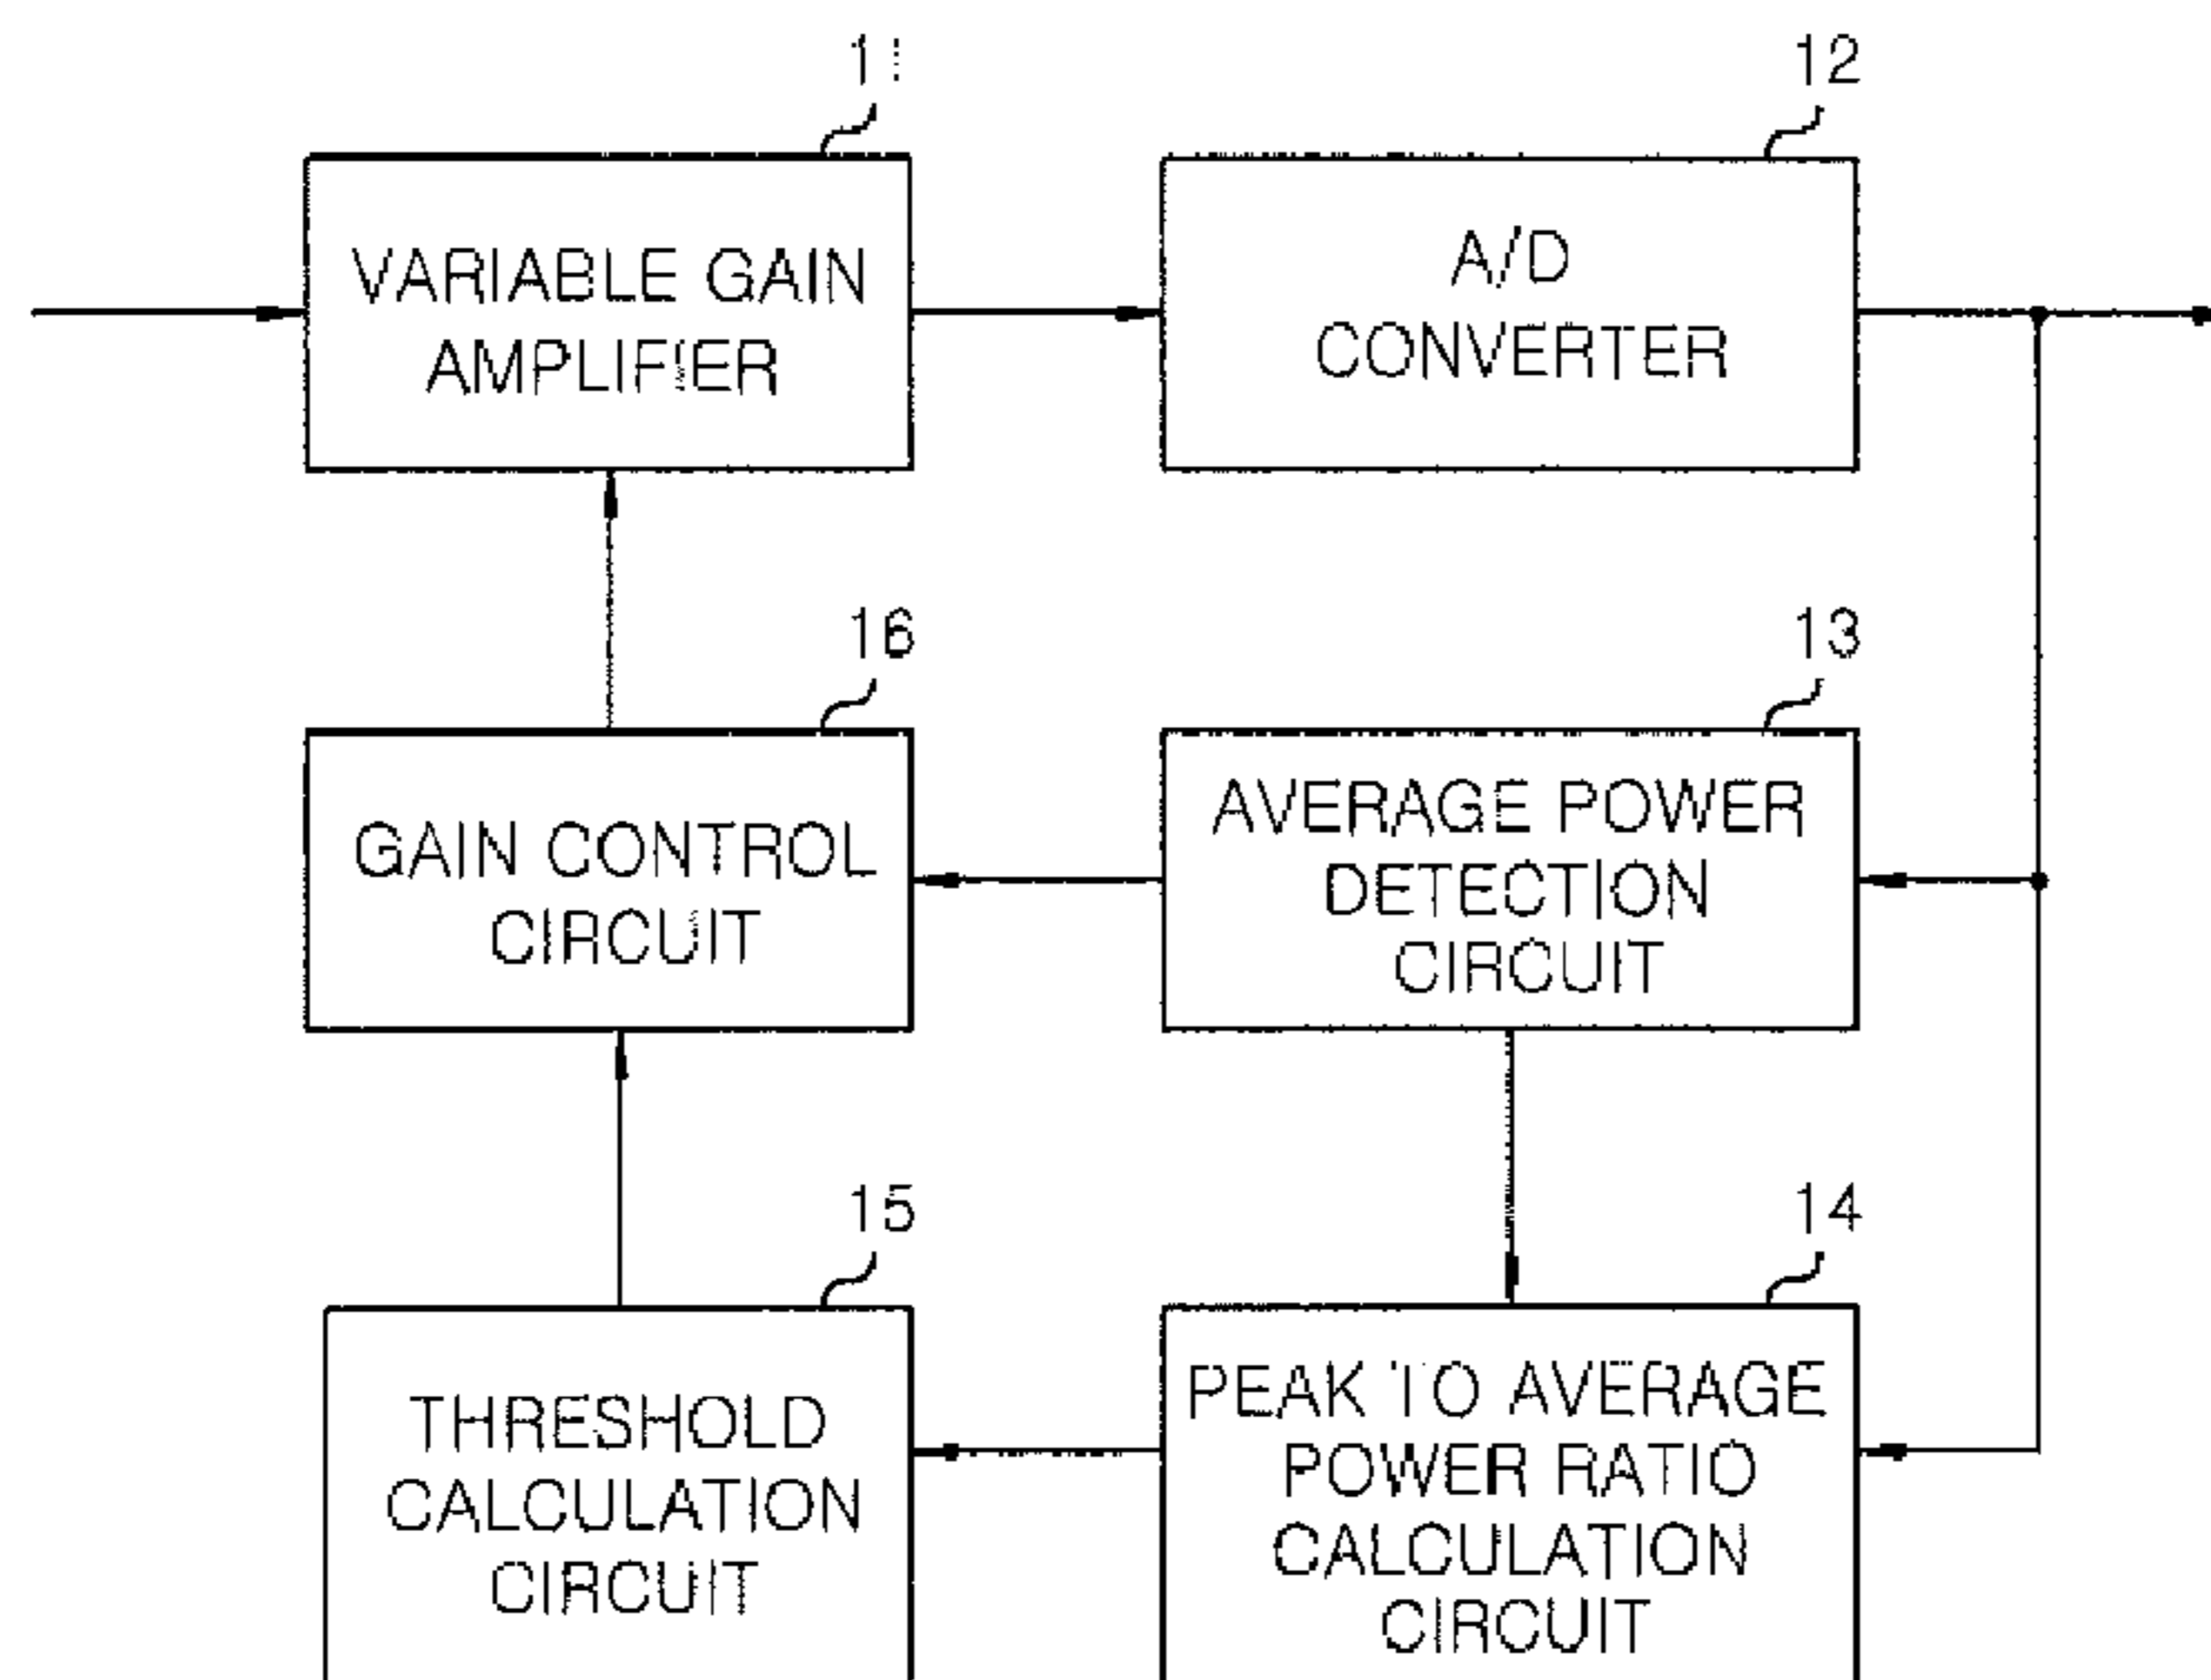 11
12
VARIABLE GAIN
AMPLIFIER
A/D
CONVERTER
16
13
GAIN CONTROL
CIRCUIT
AVERAGE POWER
DETECTION
CIRCUIT
15
14
THRESHOLD
CALCULATION
CIRCUIT
PEAK TO AVERAGE
POWER RATIO
CALCULATION
CIRCUIT